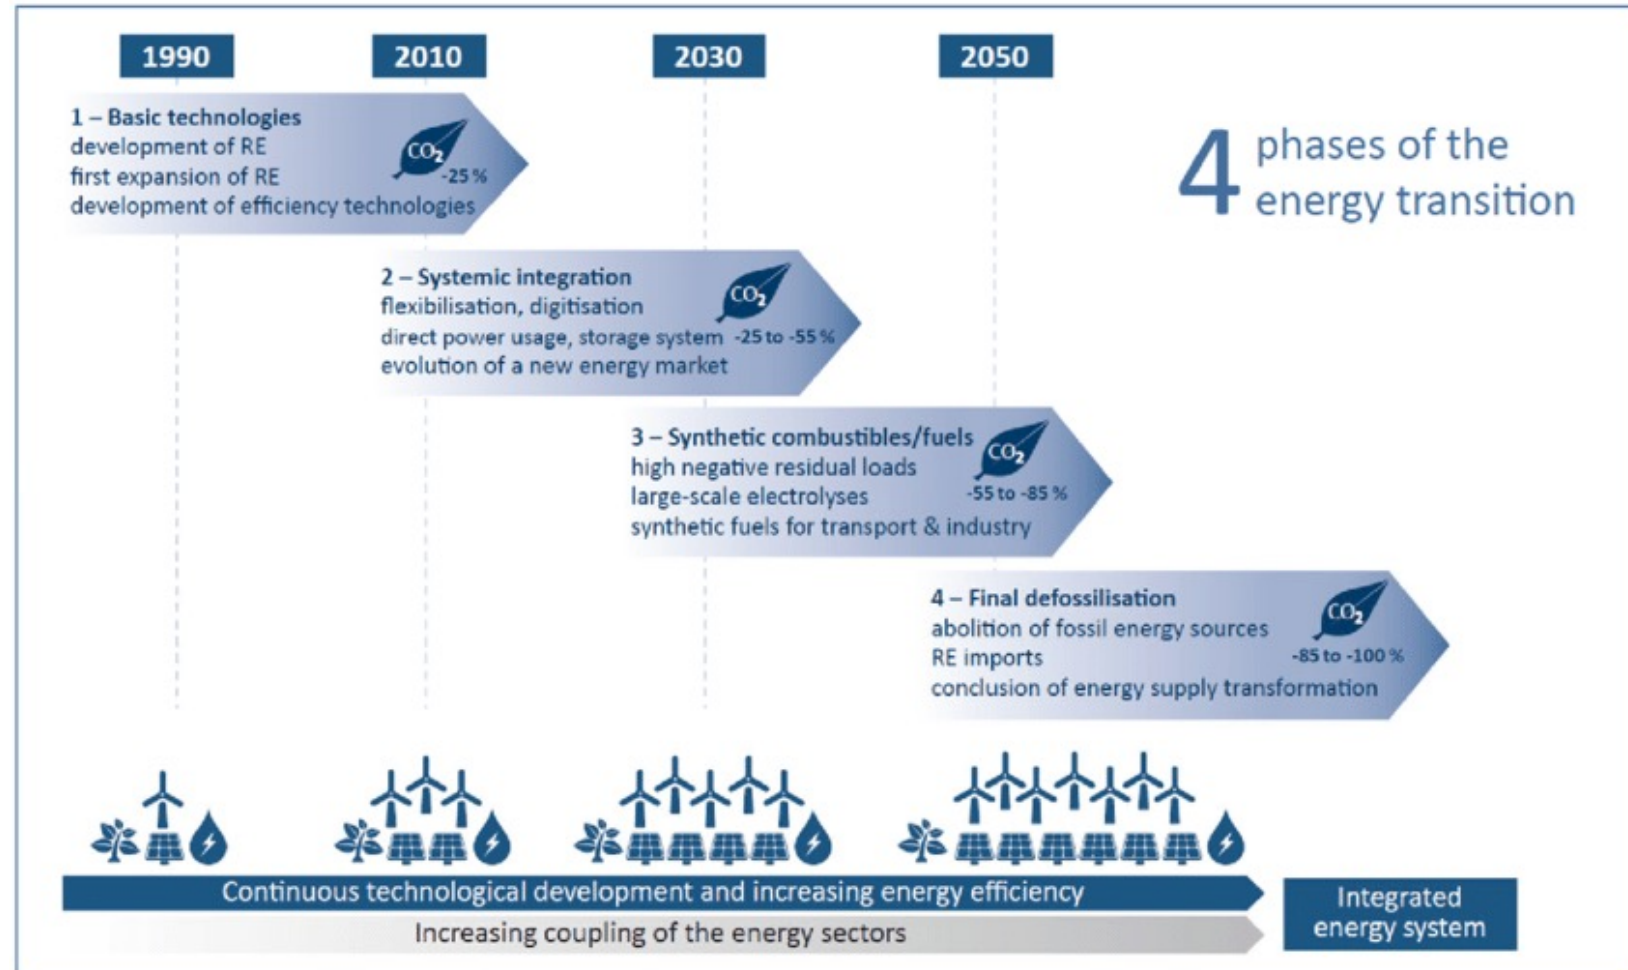 1990
2010
2030
2050
4 phases of the
energy transition
1 – Basic technologies
development of RE
first expansion of RE
development of efficiency technologies
CO2
-25 %
2 – Systemic integration
flexibilisation, digitisation
direct power usage, storage system
evolution of a new energy market
CO2
-25 to -55 %
3 – Synthetic combustibles/fuels
high negative residual loads
large-scale electrolyses
synthetic fuels for transport & industry
CO2
-55 to -85 %
4 – Final defossilisation
abolition of fossil energy sources
RE imports
conclusion of energy supply transformation
CO2
-85 to -100 %
Continuous technological development and increasing energy efficiency
Increasing coupling of the energy sectors
Integrated
energy system